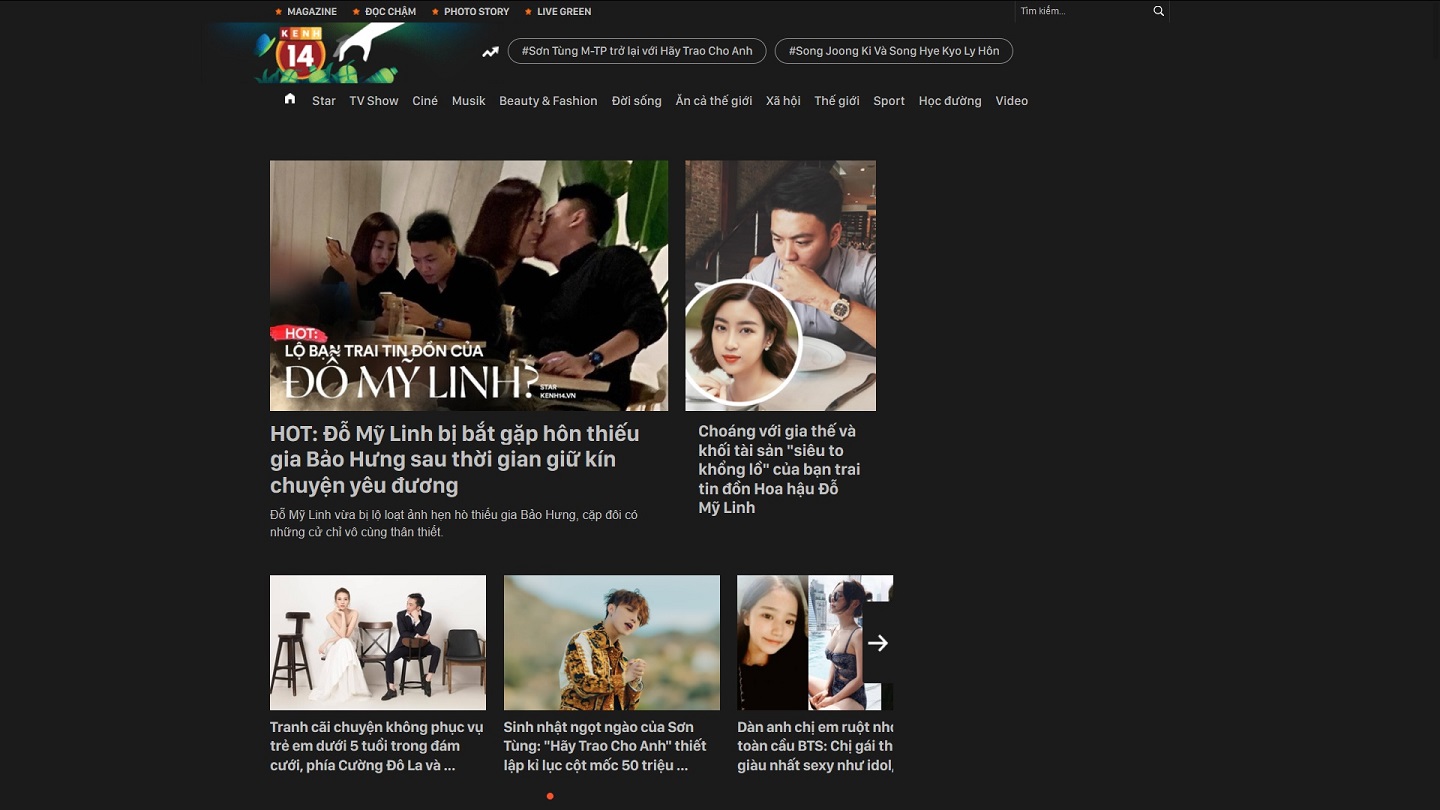 MAGAZINE ĐỌC CHẬM PHOTO STORY LIVE GREEN
Tìm kiếm...
KENH
14
#Sơn Tùng M-TP trở lại với Hãy Trao Cho Anh
#Song Joong Ki Và Song Hye Kyo Ly Hôn
Star TV Show Ciné Musik Beauty & Fashion Đời sống Ăn cả thế giới Xã hội Thế giới Sport Học đường Video
HOT:
LỘ BẠN TRAI TIN ĐỒN CỦA
ĐỖ MỸ LINH?
STAR
KENH14.VN
HOT: Đỗ Mỹ Linh bị bắt gặp hôn thiếu
gia Bảo Hưng sau thời gian giữ kín
chuyện yêu đương
Đỗ Mỹ Linh vừa bị lộ loạt ảnh hẹn hò thiếu gia Bảo Hưng, cặp đôi có
những cử chỉ vô cùng thân thiết.
Choáng với gia thế và
khối tài sản "siêu to
khổng lồ" của bạn trai
tin đồn Hoa hậu Đỗ
Mỹ Linh
Tranh cãi chuyện không phục vụ
trẻ em dưới 5 tuổi trong đám
cưới, phía Cường Đô La và ...
Sinh nhật ngọt ngào của Sơn
Tùng: "Hãy Trao Cho Anh" thiết
lập kỉ lục cột mốc 50 triệu ...
Dàn anh chị em ruột
toàn cầu BTS: Chị gái
giàu nhất sexy như idol,